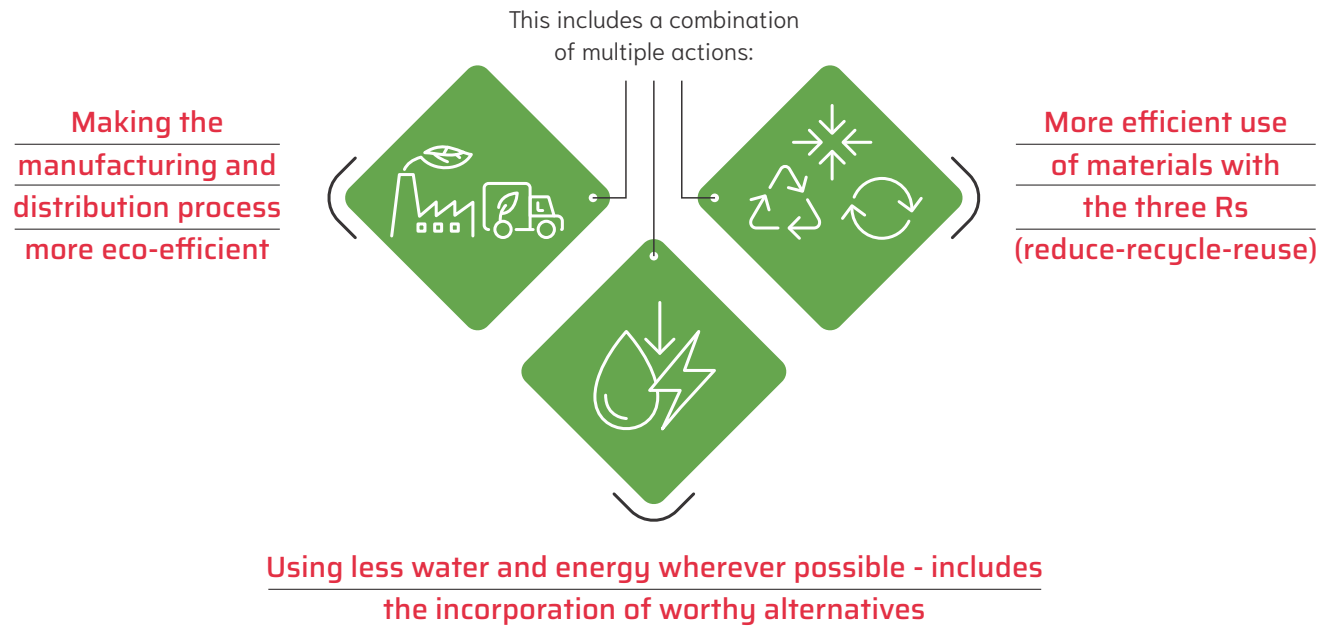 This includes a combination
of multiple actions:
Making the
manufacturing and
distribution process
more eco-efficient
More efficient use
of materials with
the three Rs
(reduce-recycle-reuse)
Using less water and energy wherever possible - includes
the incorporation of worthy alternatives